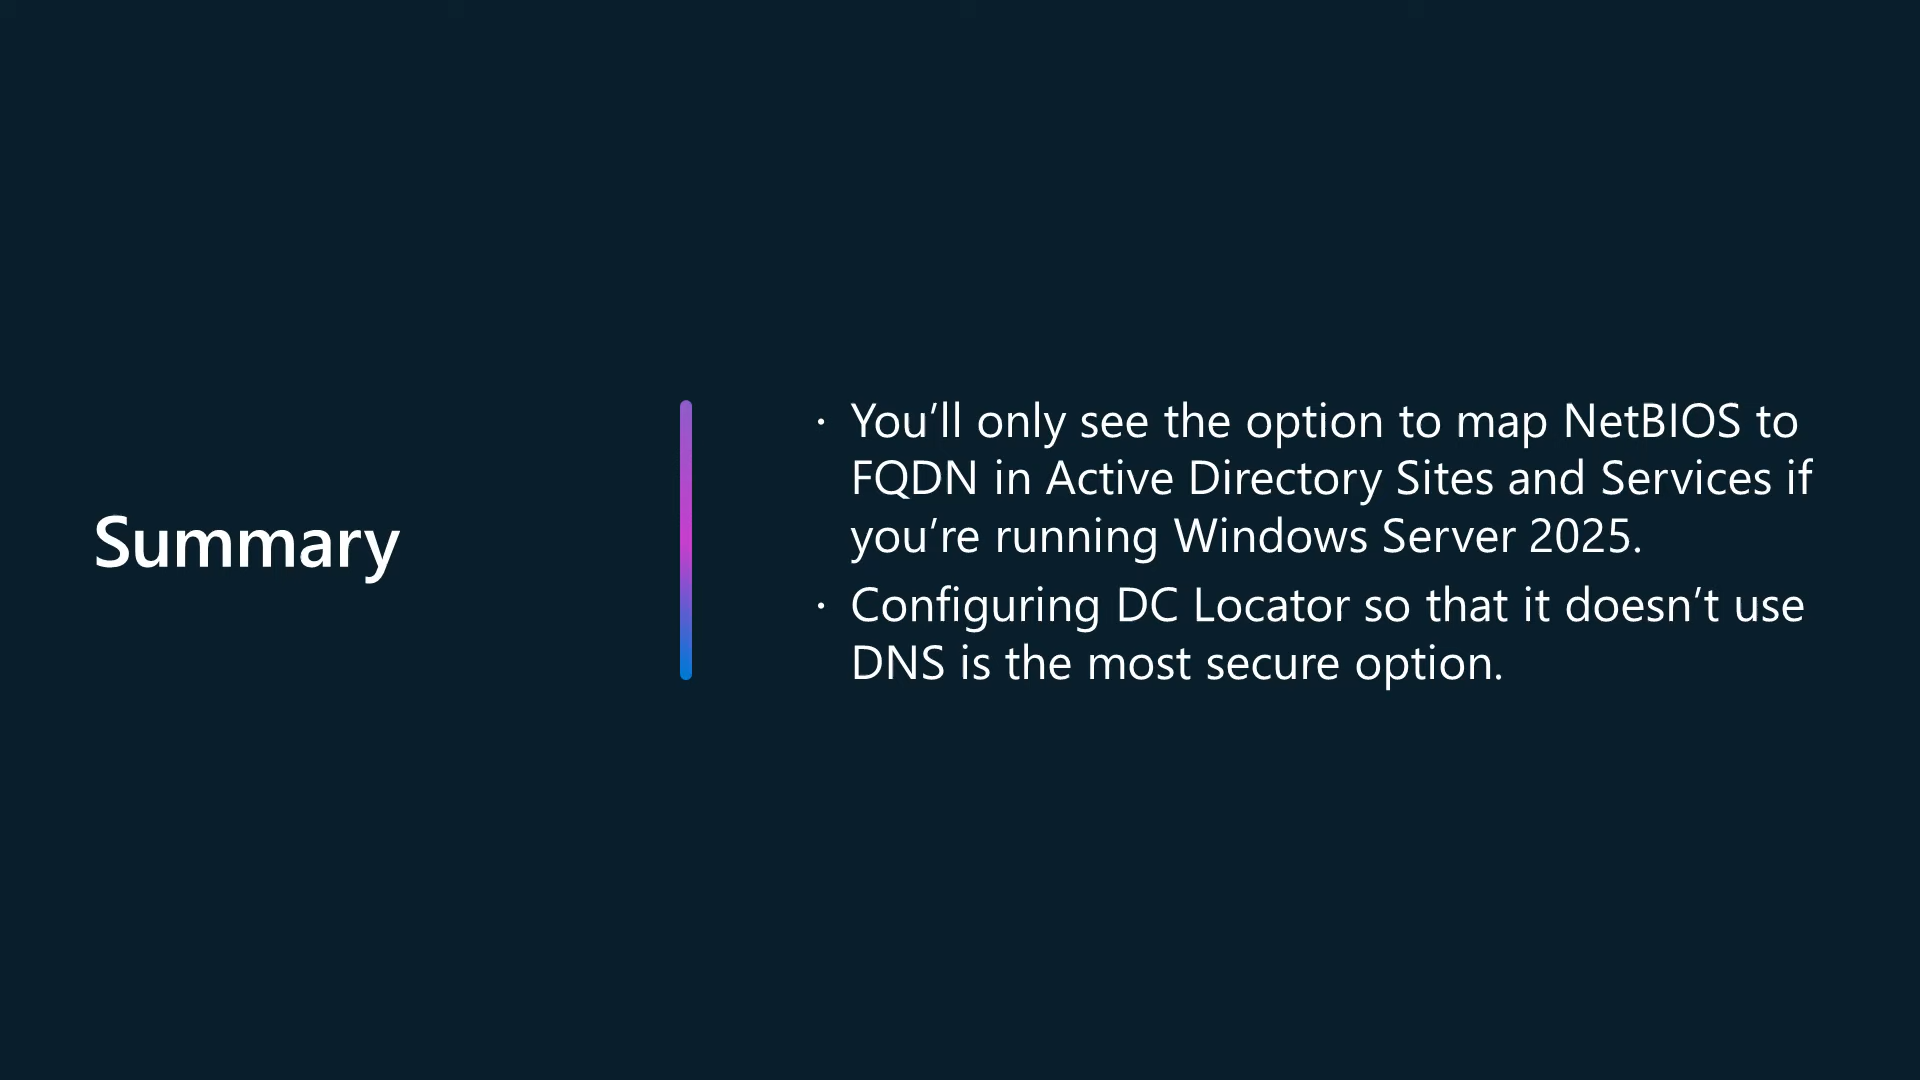 Summary
· You’ll only see the option to map NetBIOS to
FQDN in Active Directory Sites and Services if
you’re running Windows Server 2025.
· Configuring DC Locator so that it doesn’t use
DNS is the most secure option.